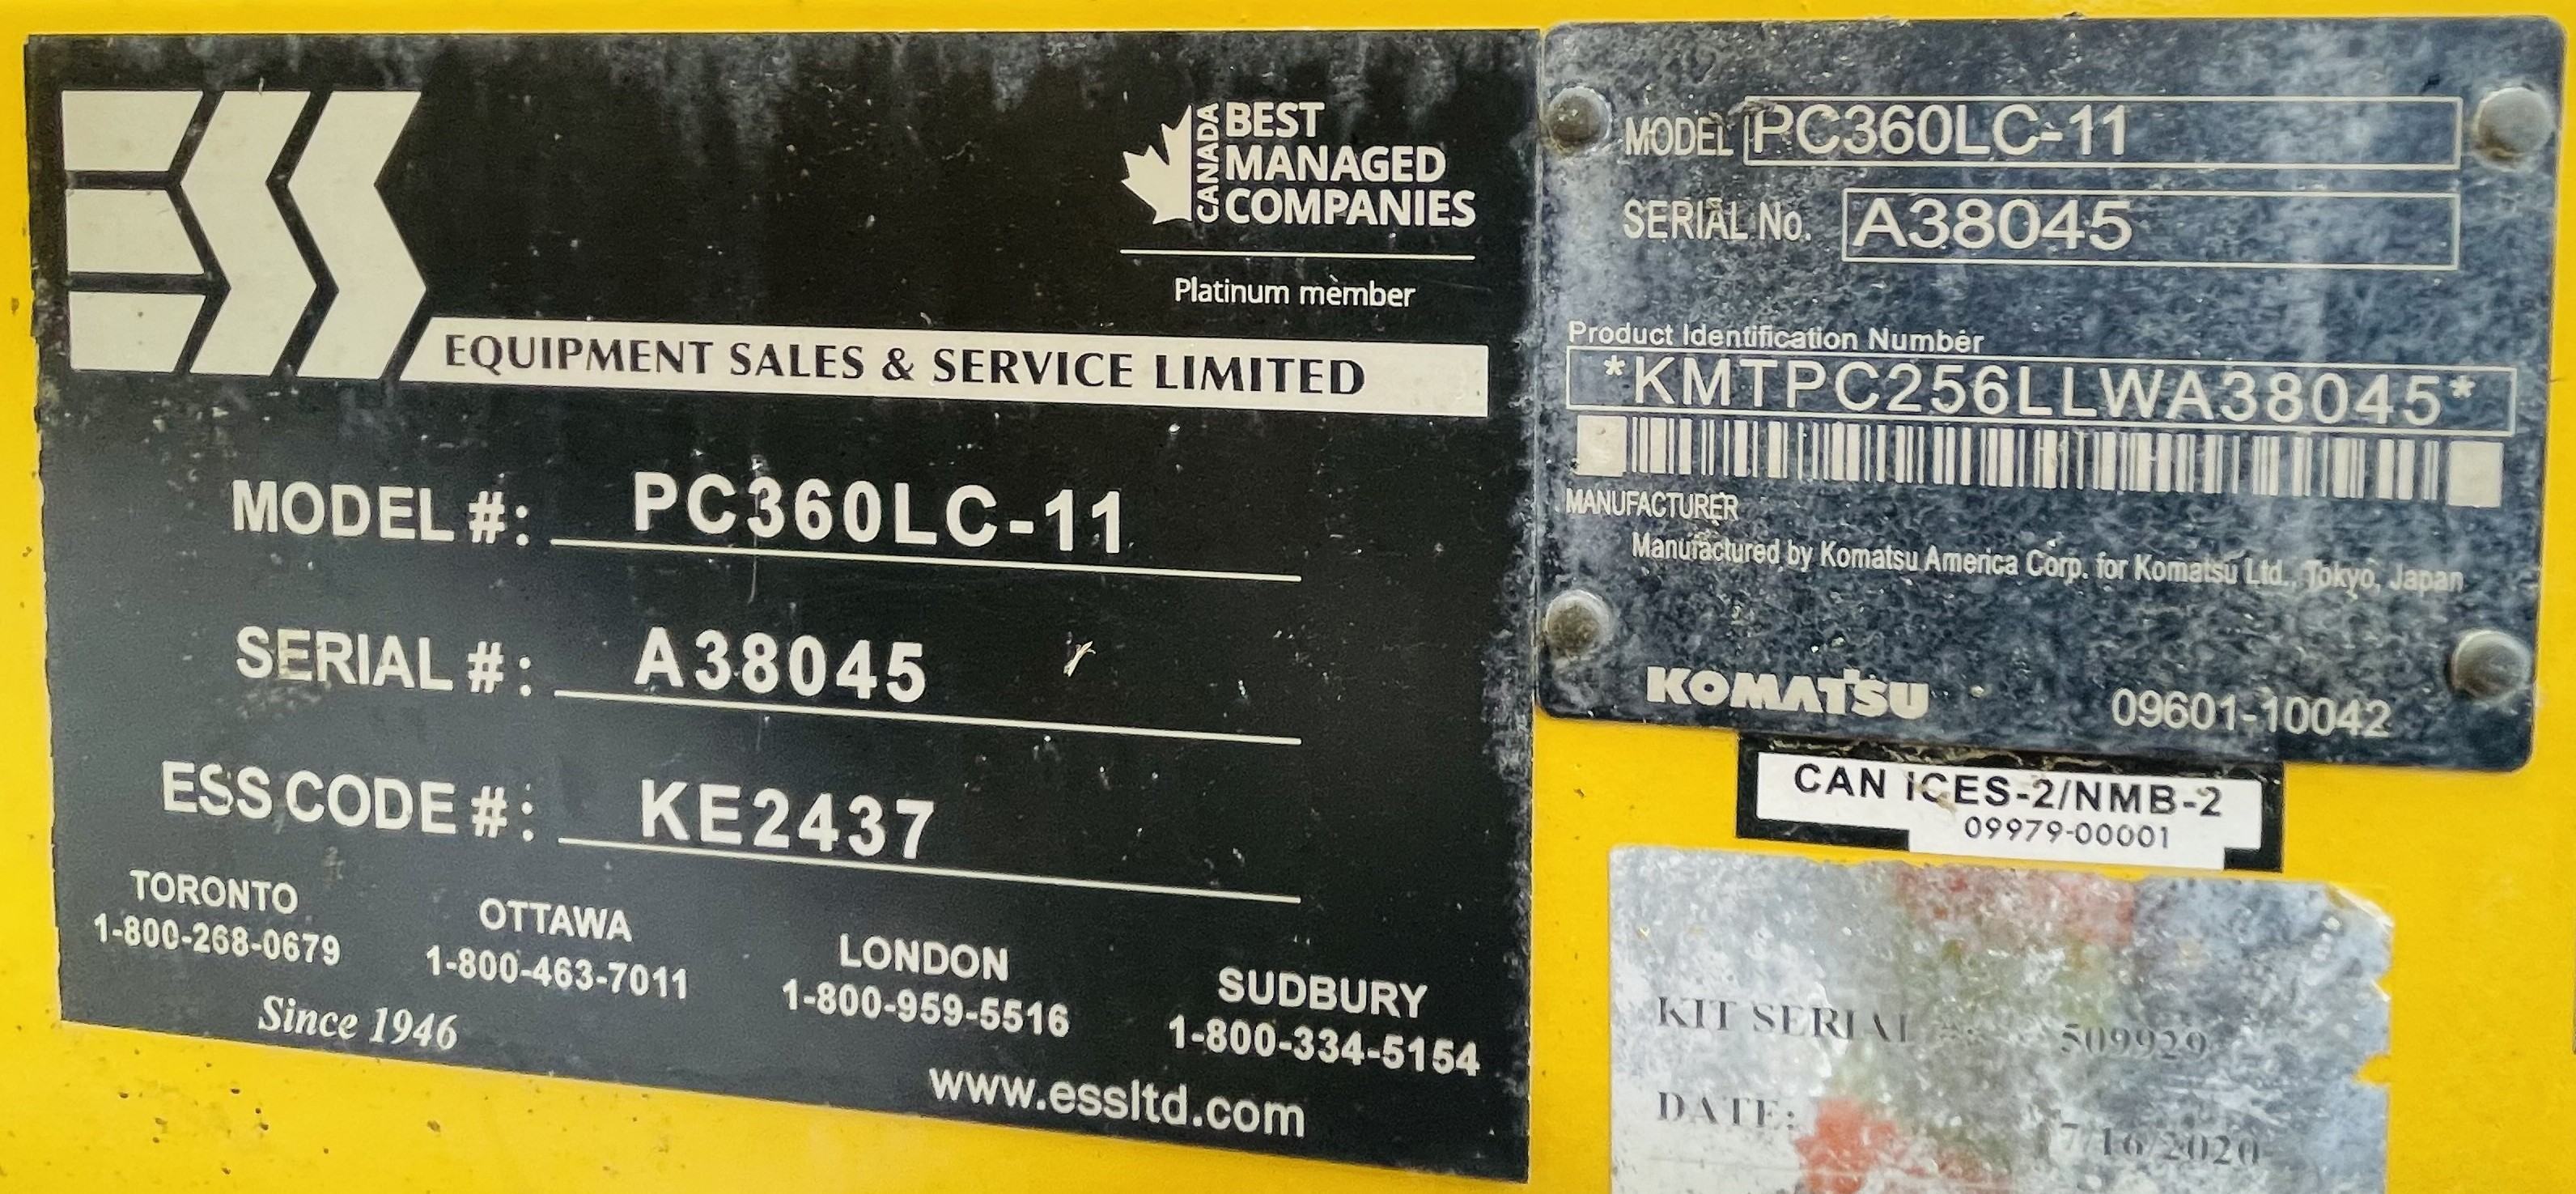 ESS
CANADA
BEST
MANAGED
COMPANIES
Platinum member
EQUIPMENT SALES & SERVICE LIMITED
MODEL #: PC360LC-11
SERIAL #: A38045
ESS CODE #: KE2437
TORONTO
1-800-268-0679
OTTAWA
1-800-463-7011
LONDON
1-800-959-5516
SUDBURY
1-800-334-5154
Since 1946
www.essltd.com
MODEL PC360LC-11
SERIAL No. A38045
Product Identification Number
*KMTPC256LLWA38045*
MANUFACTURER
Manufactured by Komatsu America Corp. for Komatsu Ltd., Tokyo, Japan
KOMATSU 09601-10042
CAN ICES-2/NMB-2
09979-00001
KIT SERIAL #: 509929
DATE: 7/16/2020